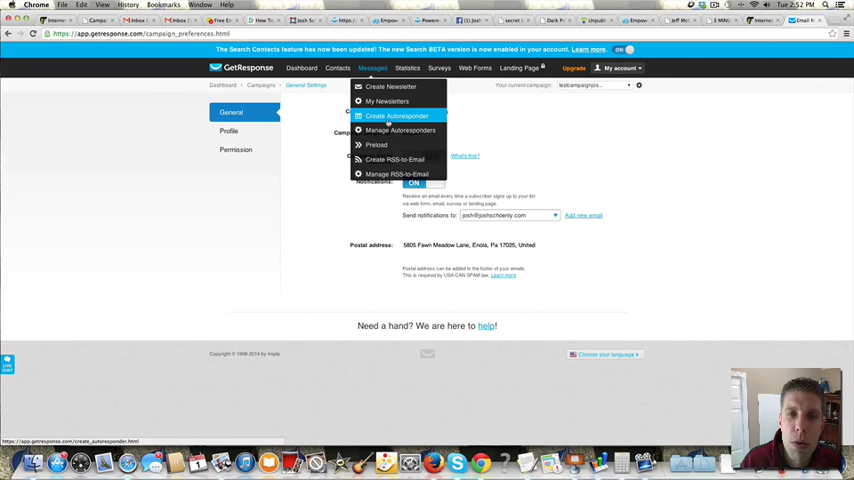 Chrome File Edit View History Bookmarks Window Help
Tue 2:52 PM
https://app.getresponse.com/campaign_preferences.html
The Search Contacts feature has now been updated! The new Search BETA version is now enabled in your account. Learn more. ON
GetResponse Dashboard Contacts Messages Statistics Surveys Web Forms Landing Page Upgrade My account
Dashboard Campaigns General Settings
Your current campaign: testcampaignjos...
General
Profile
Permission
Create Newsletter
My Newsletters
Create Autoresponder
Manage Autoresponders
Preload
Create RSS-to-Email
Manage RSS-to-Email
What's this?
Notifications: ON
Receive an email every time a subscriber signs up to your list
via web form, email, survey or landing page.
Send notifications to: josh@joshschoenly.com Add new email
Postal address: 5805 Fawn Meadow Lane, Enola, Pa 17025, United
Postal address can be added to the footer of your emails.
This is required by USA CAN SPAM law. Learn more
Need a hand? We are here to help!
Copyright © 1998-2014 by Implix
Choose your language
LIVE CHAT
https://app.getresponse.com/create_autoresponder.html